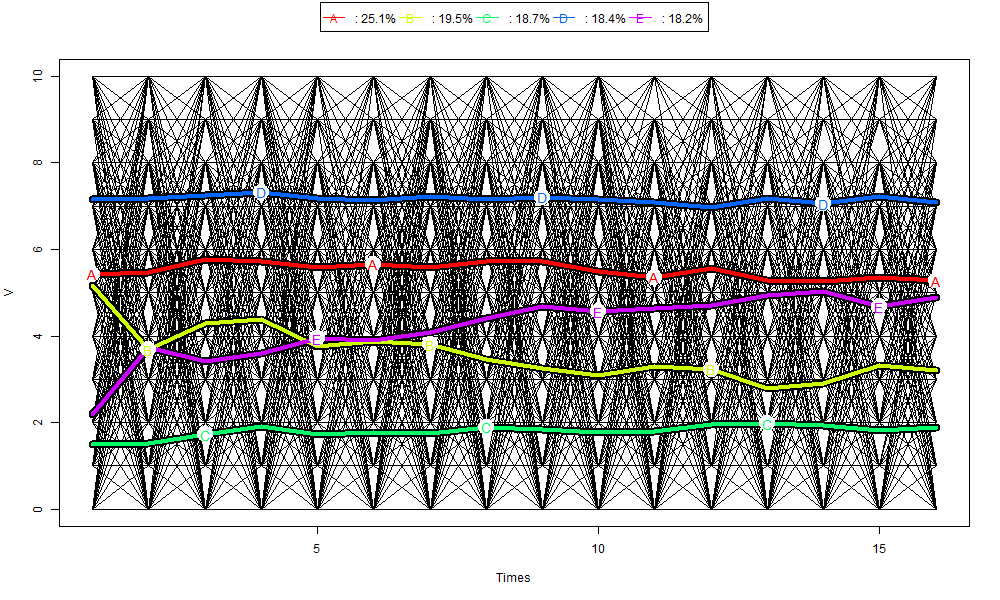 A : 25.1% B : 19.5% C : 18.7% D : 18.4% E : 18.2%
10
8
6
4
2
0
V
D D D
A A A A
E E E
B B B
C C C
5 10 15
Times